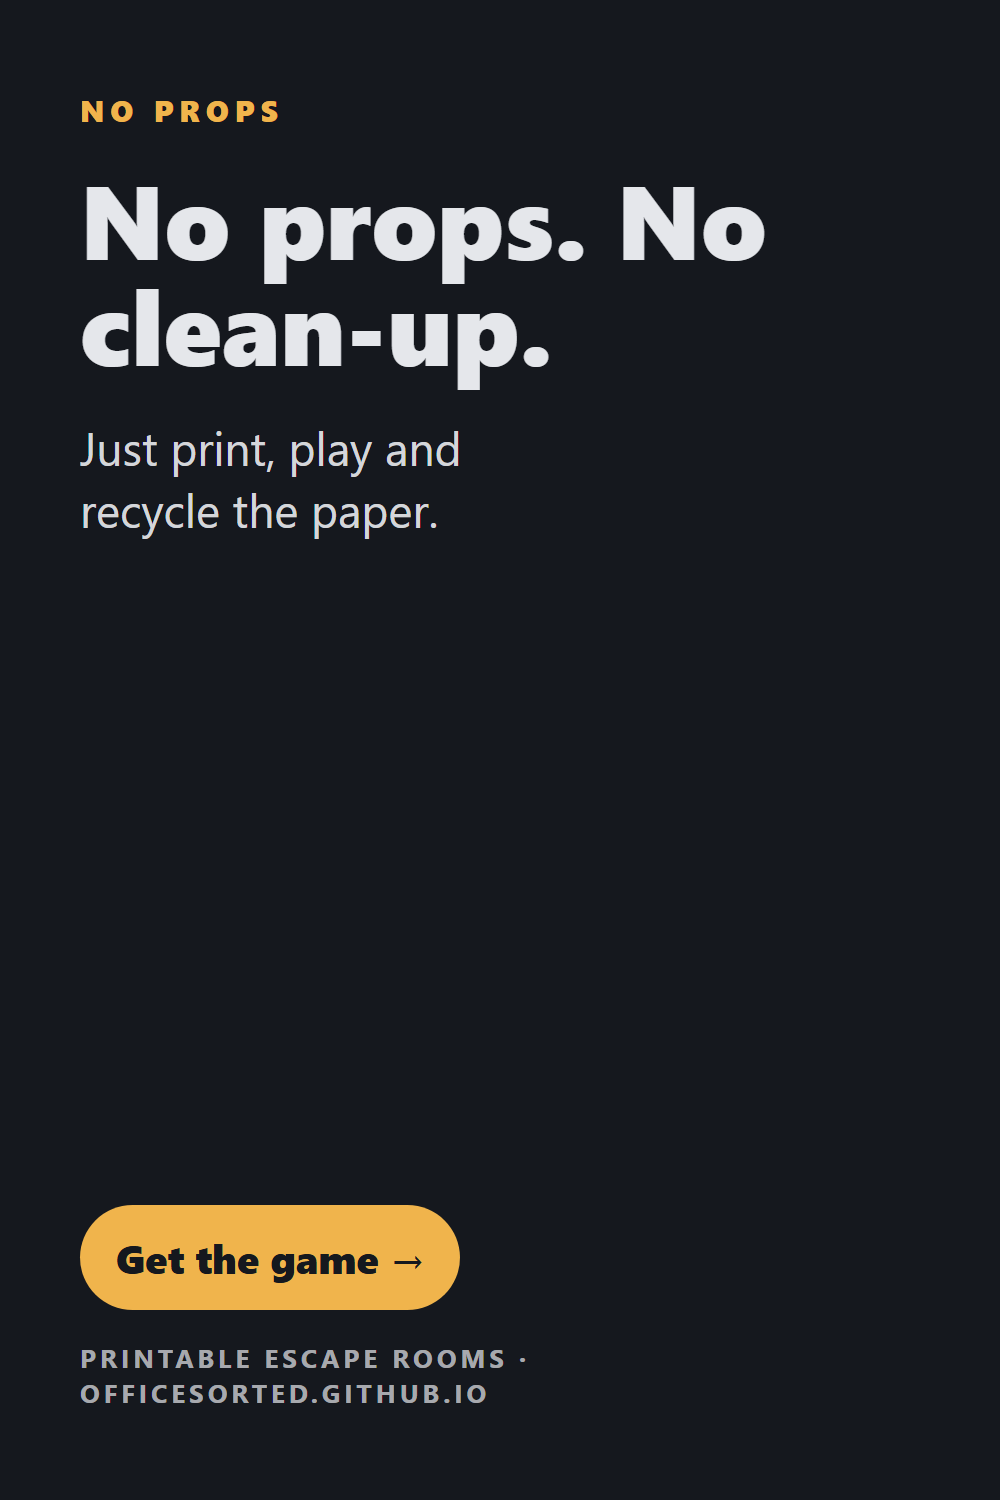 NO PROPS
No props. No
clean-up.
Just print, play and
recycle the paper.
Get the game →
PRINTABLE ESCAPE ROOMS ·
OFFICESORTED.GITHUB.IO